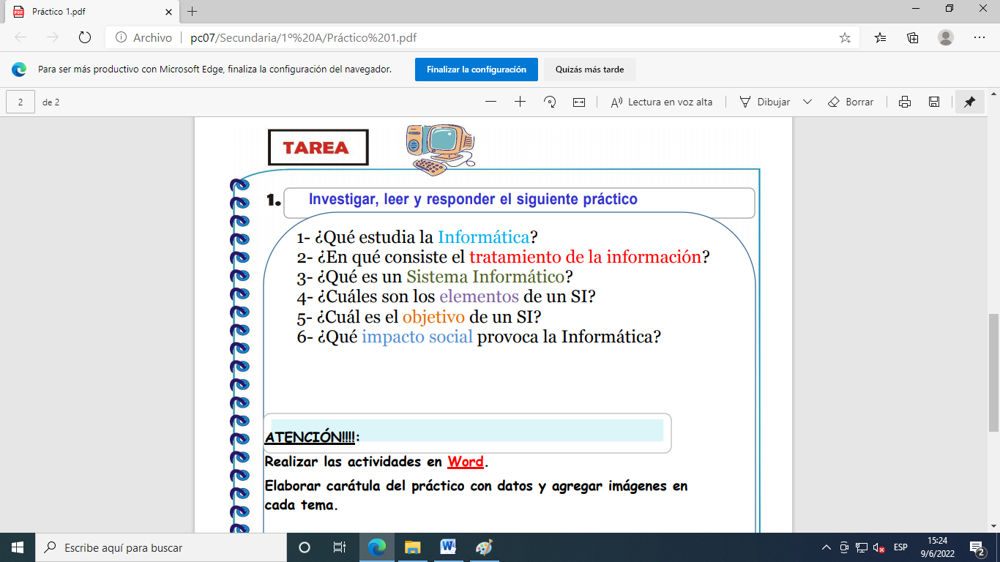 Práctico 1.pdf
Archivo pc07/Secundaria/1º%20A/Práctico%201.pdf
Para ser más productivo con Microsoft Edge, finaliza la configuración del navegador. Finalizar la configuración Quizás más tarde
2 de 2 Lectura en voz alta Dibujar Borrar
TAREA
1. Investigar, leer y responder el siguiente práctico
1- ¿Qué estudia la Informática?
2- ¿En qué consiste el tratamiento de la información?
3- ¿Qué es un Sistema Informático?
4- ¿Cuáles son los elementos de un SI?
5- ¿Cuál es el objetivo de un SI?
6- ¿Qué impacto social provoca la Informática?
ATENCIÓN!!!!:
Realizar las actividades en Word.
Elaborar carátula del práctico con datos y agregar imágenes en
cada tema.
Escribe aquí para buscar
ESP
15:24
9/6/2022
2